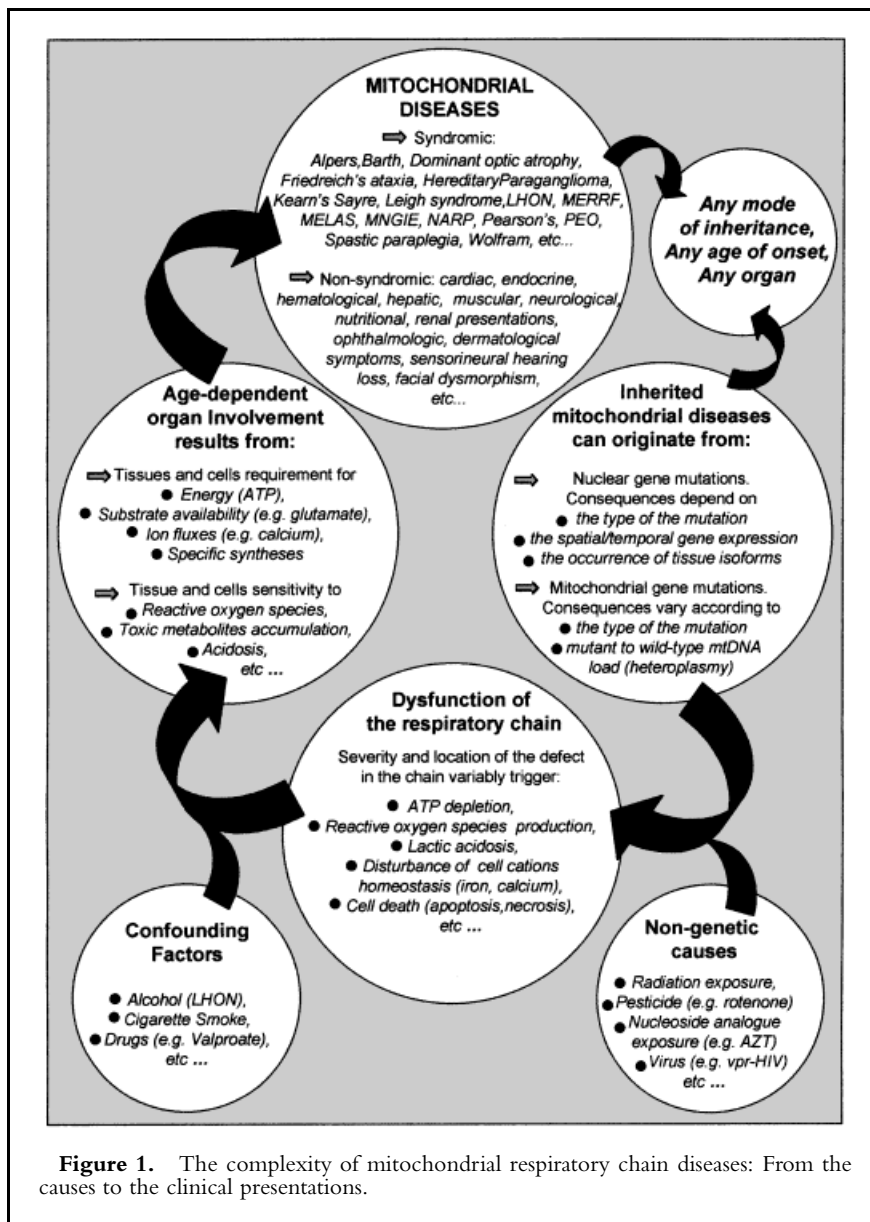 MITOCHONDRIAL
DISEASES
⇒ Syndromic:
Alpers,Barth, Dominant optic atrophy,
Friedreich's ataxia, HereditaryParaganglioma,
Kearn's Sayre, Leigh syndrome,LHON, MERRF,
MELAS, MNGIE, NARP, Pearson's, PEO,
Spastic paraplegia, Wolfram, etc...
⇒ Non-syndromic: cardiac, endocrine,
hematological, hepatic, muscular, neurological,
nutritional, renal presentations,
ophthalmologic, dermatological
symptoms, sensorineural hearing
loss, facial dysmorphism,
etc...
Any mode
of inheritance,
Any age of onset,
Any organ
Age-dependent
organ Involvement
results from:
⇒ Tissues and cells requirement for
● Energy (ATP),
● Substrate availability (e.g. glutamate),
● Ion fluxes (e.g. calcium),
● Specific syntheses
⇒ Tissue and cells sensitivity to
● Reactive oxygen species,
● Toxic metabolites accumulation,
● Acidosis,
etc ...
Inherited
mitochondrial diseases
can originate from:
⇒ Nuclear gene mutations.
Consequences depend on
● the type of the mutation
● the spatial/temporal gene expression
● the occurrence of tissue isoforms
⇒ Mitochondrial gene mutations.
Consequences vary according to
● the type of the mutation
● mutant to wild-type mtDNA
load (heteroplasmy)
Dysfunction of
the respiratory chain
Severity and location of the defect
in the chain variably trigger:
● ATP depletion,
● Reactive oxygen species production,
● Lactic acidosis,
● Disturbance of cell cations
homeostasis (iron, calcium),
● Cell death (apoptosis,necrosis),
etc ...
Confounding
Factors
● Alcohol (LHON),
● Cigarette Smoke,
● Drugs (e.g. Valproate),
etc ...
Non-genetic
causes
● Radiation exposure,
● Pesticide (e.g. rotenone)
● Nucleoside analogue
exposure (e.g. AZT)
● Virus (e.g. vpr-HIV)
etc ...
Figure 1. The complexity of mitochondrial respiratory chain diseases: From the
causes to the clinical presentations.